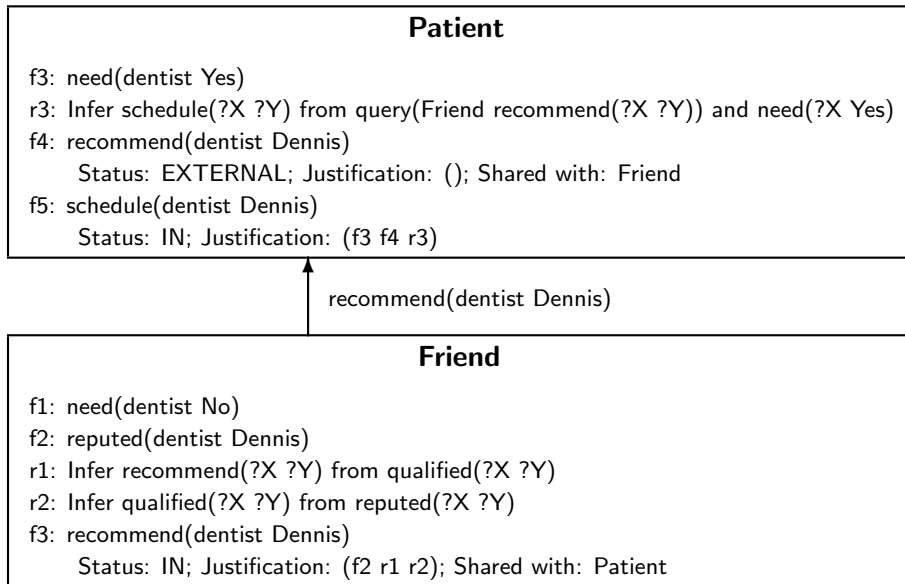 Patient
f3: need(dentist Yes)
r3: Infer schedule(?X ?Y) from query(Friend recommend(?X ?Y)) and need(?X Yes)
f4: recommend(dentist Dennis)
Status: EXTERNAL; Justification: (); Shared with: Friend
f5: schedule(dentist Dennis)
Status: IN; Justification: (f3 f4 r3)
recommend(dentist Dennis)
Friend
f1: need(dentist No)
f2: reputed(dentist Dennis)
r1: Infer recommend(?X ?Y) from qualified(?X ?Y)
r2: Infer qualified(?X ?Y) from reputed(?X ?Y)
f3: recommend(dentist Dennis)
Status: IN; Justification: (f2 r1 r2); Shared with: Patient